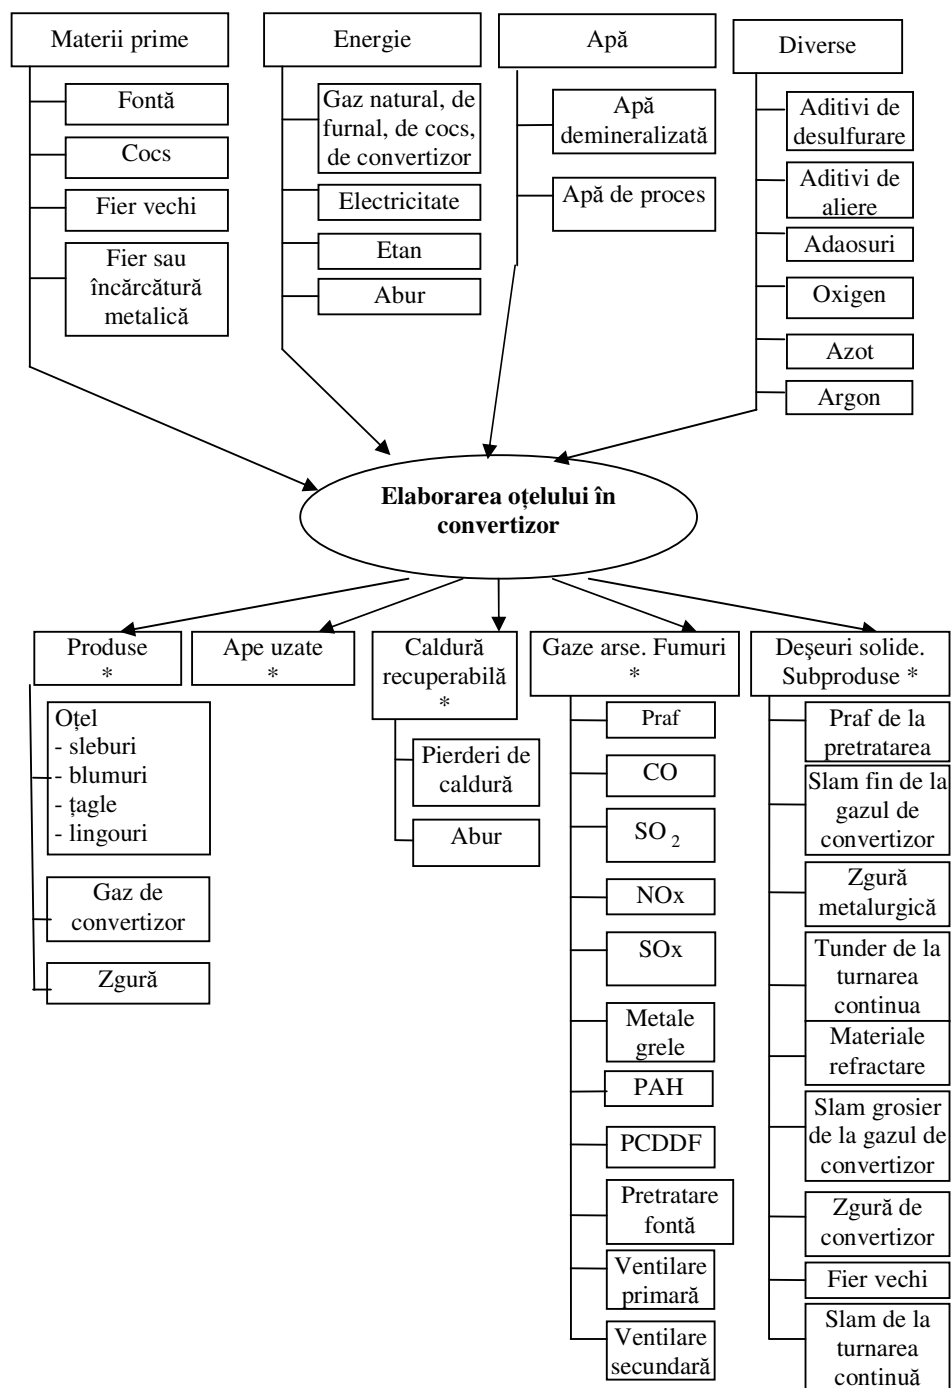 Materii prime
Fontă
Cocs
Fier vechi
Fier sau
încărcătură
metalică
Energie
Gaz natural, de
furnal, de cocs,
de convertizor
Electricitate
Etan
Abur
Apă
Apă
demineralizată
Apă de proces
Diverse
Aditivi de
desulfurare
Aditivi de
aliere
Adaosuri
Oxigen
Azot
Argon
Elaborarea oțelului în
convertizor
Produse
*
Oțel
- sleburi
- blumuri
- țagle
- lingouri
Gaz de
convertizor
Zgură
Ape uzate
*
Caldură
recuperabilă
*
Pierderi de
caldură
Abur
Gaze arse. Fumuri
*
Praf
CO
SO 2
NOx
SOx
Metale
grele
PAH
PCDDF
Pretratare
fontă
Ventilare
primară
Ventilare
secundară
Deşeuri solide.
Subproduse *
Praf de la
pretratarea
Slam fin de la
gazul de
convertizor
Zgură
metalurgică
Tunder de la
turnarea
continua
Materiale
refractare
Slam grosier
de la gazul de
convertizor
Zgură de
convertizor
Fier vechi
Slam de la
turnarea
continuă